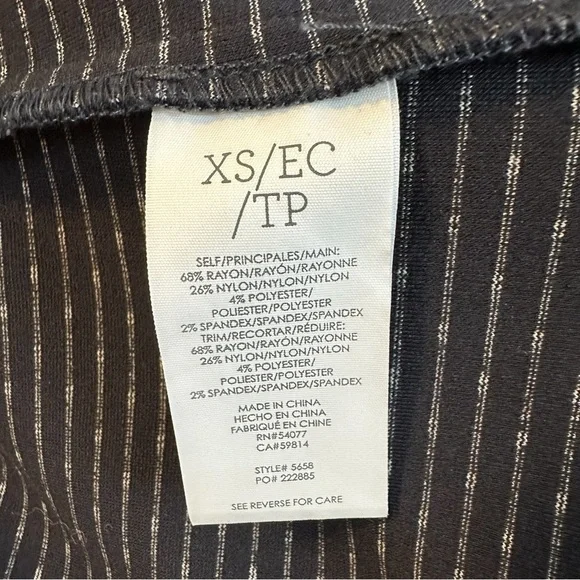 XS/EC
/TP
SELF/PRINCIPALES/MAIN:
68% RAYON/RAYÓN/RAYONNE
26% NYLON/NYLON/NYLON
4% POLYESTER/
POLIESTER/POLYESTER
2% SPANDEX/SPANDEX/SPANDEX
TRIM/RECORTAR/RÉDUIRE:
68% RAYON/RAYÓN/RAYONNE
26% NYLON/NYLON/NYLON
4% POLYESTER/
POLIESTER/POLYESTER
2% SPANDEX/SPANDEX/SPANDEX
MADE IN CHINA
HECHO EN CHINA
FABRIQUÉ EN CHINE
RN#54077
CA#59814
STYLE# 5658
PO# 222885
SEE REVERSE FOR CARE